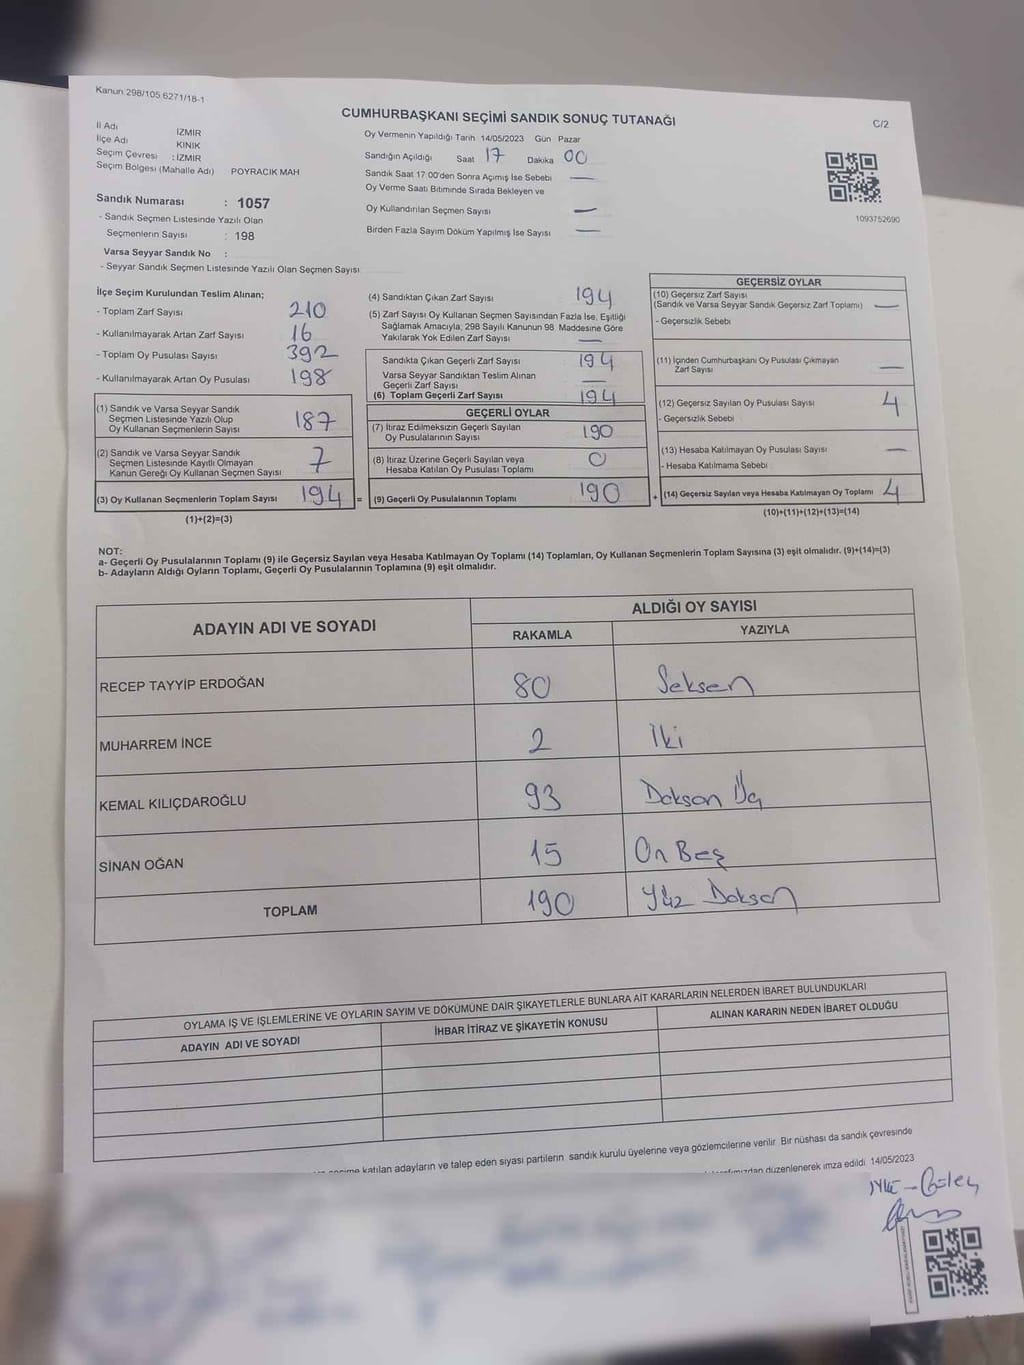 Kanun 298/105 6271/18-1
CUMHURBAŞKANI SEÇİMİ SANDIK SONUÇ TUTANAĞI
C/2
İl Adı İZMİR
İlçe Adı KINIK
Seçim Çevresi : İZMİR
Seçim Bölgesi (Mahalle Adı) POYRACIK MAH
Sandık Numarası : 1057
- Sandık Seçmen Listesinde Yazılı Olan
Seçmenlerin Sayısı : 198
Varsa Seyyar Sandık No :
- Seyyar Sandık Seçmen Listesinde Yazılı Olan Seçmen Sayısı
Oy Vermenin Yapıldığı Tarih 14/05/2023 Gün Pazar
Sandığın Açıldığı Saat 17 Dakika 00
Sandık Saat 17:00'den Sonra Açımış İse Sebebi —
Oy Verme Saati Bitiminde Sırada Bekleyen ve
Oy Kullandırılan Seçmen Sayısı —
Birden Fazla Sayım Döküm Yapılmış İse Sayısı —
1093752690
İlçe Seçim Kurulundan Teslim Alınan;
- Toplam Zarf Sayısı 210
- Kullanılmayarak Artan Zarf Sayısı 16
- Toplam Oy Pusulası Sayısı 392
- Kullanılmayarak Artan Oy Pusulası 198
(1) Sandık ve Varsa Seyyar Sandık
Seçmen Listesinde Yazılı Olup
Oy Kullanan Seçmenlerin Sayısı 187
(2) Sandık ve Varsa Seyyar Sandık
Seçmen Listesinde Kayıtlı Olmayan
Kanun Gereği Oy Kullanan Seçmen Sayısı 7
(3) Oy Kullanan Seçmenlerin Toplam Sayısı 194 =
(1)+(2)=(3)
(4) Sandıktan Çıkan Zarf Sayısı 194
(5) Zarf Sayısı Oy Kullanan Seçmen Sayısından Fazla İse, Eşitliği
Sağlamak Amacıyla, 298 Sayılı Kanunun 98. Maddesine Göre
Yakılarak Yok Edilen Zarf Sayısı —
Sandıkta Çıkan Geçerli Zarf Sayısı 194
Varsa Seyyar Sandıktan Teslim Alınan
Geçerli Zarf Sayısı —
(6) Toplam Geçerli Zarf Sayısı 194
GEÇERLİ OYLAR
(7) İtiraz Edilmeksizin Geçerli Sayılan
Oy Pusulalarının Sayısı 190
(8) İtiraz Üzerine Geçerli Sayılan veya
Hesaba Katılan Oy Pusulası Toplamı 0
(9) Geçerli Oy Pusulalarının Toplamı 190 +
GEÇERSİZ OYLAR
(10) Geçersiz Zarf Sayısı
(Sandık ve Varsa Seyyar Sandık Geçersiz Zarf Toplamı) —
- Geçersizlik Sebebi
(11) İçinden Cumhurbaşkanı Oy Pusulası Çıkmayan
Zarf Sayısı —
(12) Geçersiz Sayılan Oy Pusulası Sayısı 4
- Geçersizlik Sebebi
(13) Hesaba Katılmayan Oy Pusulası Sayısı —
- Hesaba Katılmama Sebebi
(14) Geçersiz Sayılan veya Hesaba Katılmayan Oy Toplamı 4
(10)+(11)+(12)+(13)=(14)
NOT:
a- Geçerli Oy Pusulalarının Toplamı (9) ile Geçersiz Sayılan veya Hesaba Katılmayan Oy Toplamı (14) Toplamları, Oy Kullanan Seçmenlerin Toplam Sayısına (3) eşit olmalıdır. (9)+(14)=(3)
b- Adayların Aldığı Oyların Toplamı, Geçerli Oy Pusulalarının Toplamına (9) eşit olmalıdır.
ADAYIN ADI VE SOYADI ALDIĞI OY SAYISI
RAKAMLA YAZIYLA
RECEP TAYYİP ERDOĞAN 80 Seksen
MUHARREM İNCE 2 İki
KEMAL KILIÇDAROĞLU 93 Doksan Üç
SİNAN OĞAN 15 On Beş
TOPLAM 190 Yüz Doksan
OYLAMA İŞ VE İŞLEMLERİNE VE OYLARIN SAYIM VE DÖKÜMÜNE DAİR ŞİKAYETLERLE BUNLARA AİT KARARLARIN NELERDEN İBARET BULUNDUKLARI
ADAYIN ADI VE SOYADI İHBAR İTİRAZ VE ŞİKAYETİN KONUSU ALINAN KARARIN NEDEN İBARET OLDUĞU
katılan adayların ve talep eden siyasi partilerin sandık kurulu üyelerine veya gözlemcilerine verilir. Bir nüshası da sandık çevresinde
düzenlenerek imza edildi. 14/05/2023